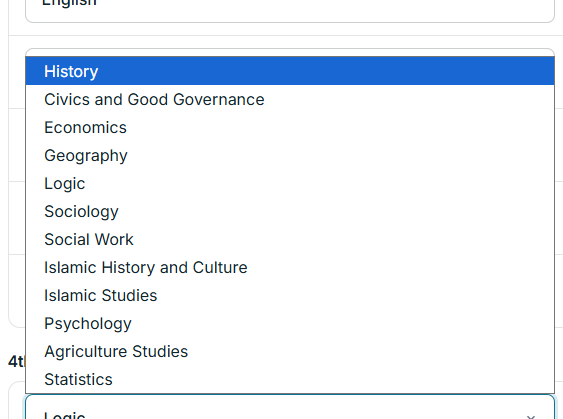 English
History
Civics and Good Governance
Economics
Geography
Logic
Sociology
Social Work
Islamic History and Culture
Islamic Studies
Psychology
Agriculture Studies
Statistics
Logic